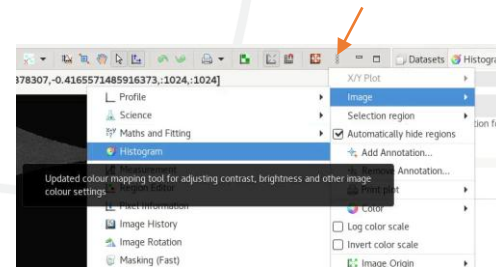 Datasets Histogra
378307,-0.4165571485916373,:1024,:1024]
X/Y Plot
Profile
Image
Science
Selection region
Maths and Fitting
Automatically hide regions
Histogram
Add Annotation...
Measurement
Remove Annotation...
Updated colour mapping tool for adjusting contrast, brightness and other image
colour settings
Region Editor
Print plot
Pixel Information
Color
Image History
Log color scale
Image Rotation
Invert color scale
Masking (Fast)
Image Origin